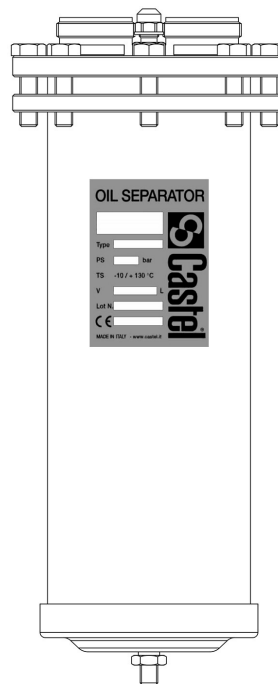 OIL SEPARATOR
Type
PS bar
TS -10 / + 130 °C
V L
Lot N.
CE
MADE IN ITALY - www.castel.it
Castel®